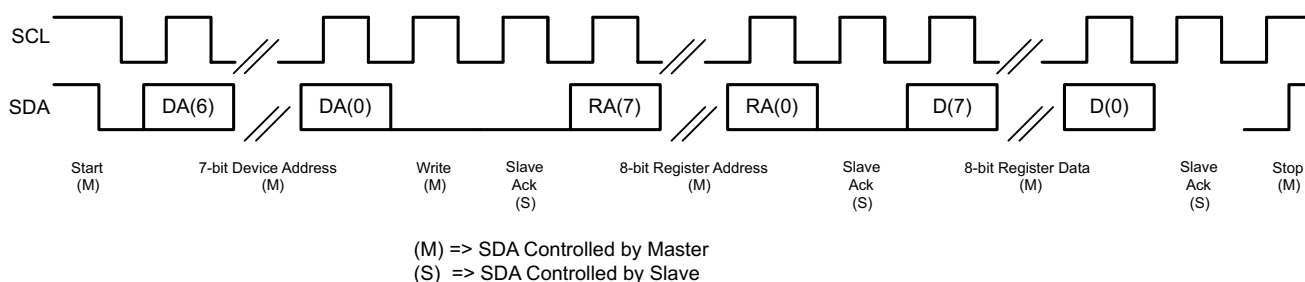 SCL
SDA
DA(6) DA(0) RA(7) RA(0) D(7) D(0)
Start 7-bit Device Address Write Slave 8-bit Register Address Slave 8-bit Register Data Slave Stop
(M) (M) (M) Ack (M) Ack (M) Ack (M)
(S) (S) (S)
(M) => SDA Controlled by Master
(S) => SDA Controlled by Slave